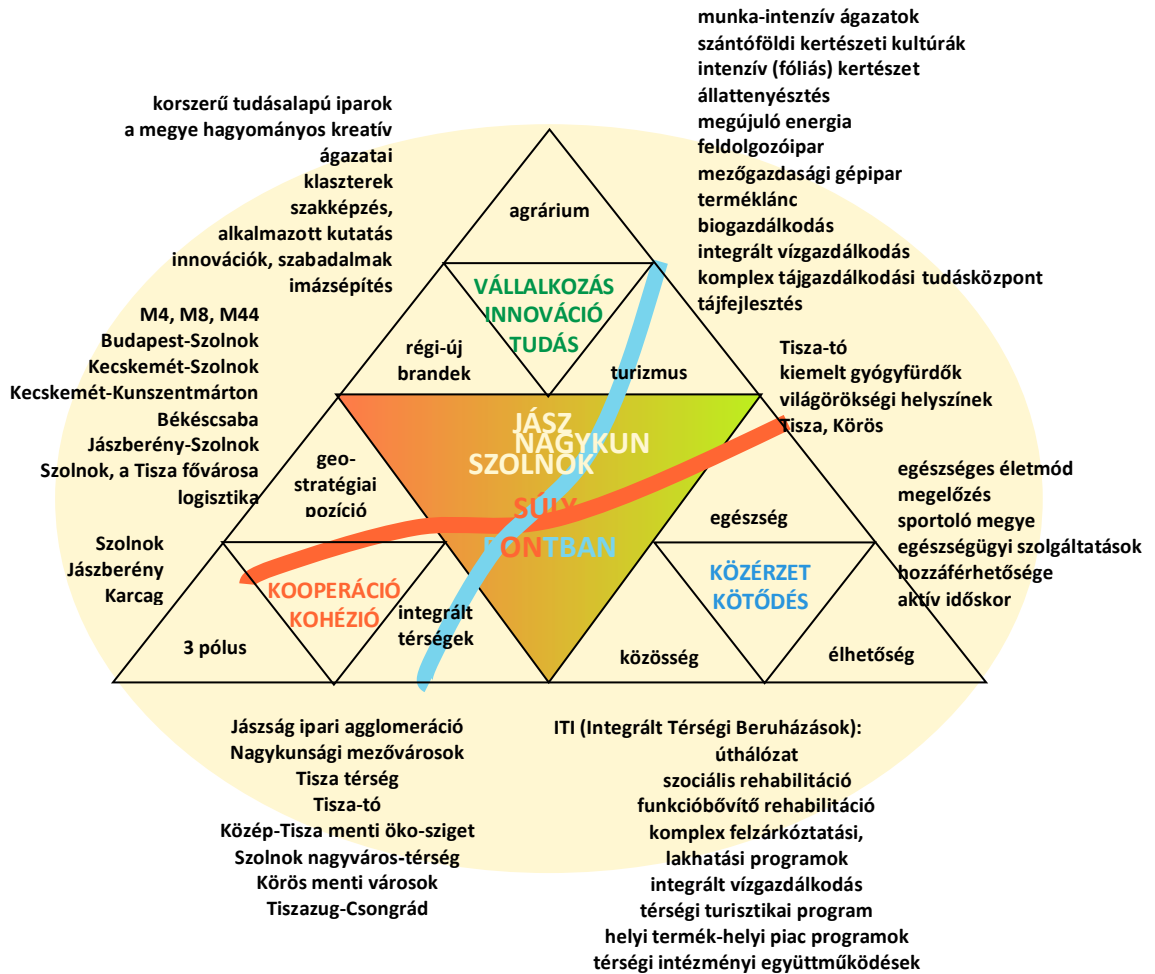 munka-intenzív ágazatok
szántóföldi kertészeti kultúrák
intenzív (fóliás) kertészet
állattenyésztés
megújuló energia
feldolgozóipar
mezőgazdasági gépipar
terméklánc
biogazdálkodás
integrált vízgazdálkodás
komplex tájgazdálkodási tudásközpont
tájfejlesztés
korszerű tudásalapú iparok
a megye hagyományos kreatív
ágazatai
klaszterek
szakképzés,
alkalmazott kutatás
innovációk, szabadalmak
imázsépítés
agrárium
VÁLLALKOZÁS
INNOVÁCIÓ
TUDÁS
régi-új
brandek
turizmus
M4, M8, M44
Budapest-Szolnok
Kecskemét-Szolnok
Kecskemét-Kunszentmárton
Békéscsaba
Jászberény-Szolnok
Szolnok, a Tisza fővárosa
logisztika
Tisza-tó
kiemelt gyógyfürdők
világörökségi helyszínek
Tisza, Körös
JÁSZ
NAGYKUN
SZOLNOK
SÚLY
PONTBAN
geo-
stratégiai
pozíció
egészség
egészséges életmód
megelőzés
sportoló megye
egészségügyi szolgáltatások
hozzáférhetősége
aktív időskor
Szolnok
Jászberény
Karcag
KOOPERÁCIÓ
KOHÉZIÓ
KÖZÉRZET
KÖTŐDÉS
3 pólus
integrált
térségek
közösség
élhetőség
Jászság ipari agglomeráció
Nagykunsági mezővárosok
Tisza térség
Tisza-tó
Közép-Tisza menti öko-sziget
Szolnok nagyváros-térség
Körös menti városok
Tiszazug-Csongrád
ITI (Integrált Térségi Beruházások):
úthálózat
szociális rehabilitáció
funkcióbővítő rehabilitáció
komplex felzárkóztatási,
lakhatási programok
integrált vízgazdálkodás
térségi turisztikai program
helyi termék-helyi piac programok
térségi intézményi együttműködések